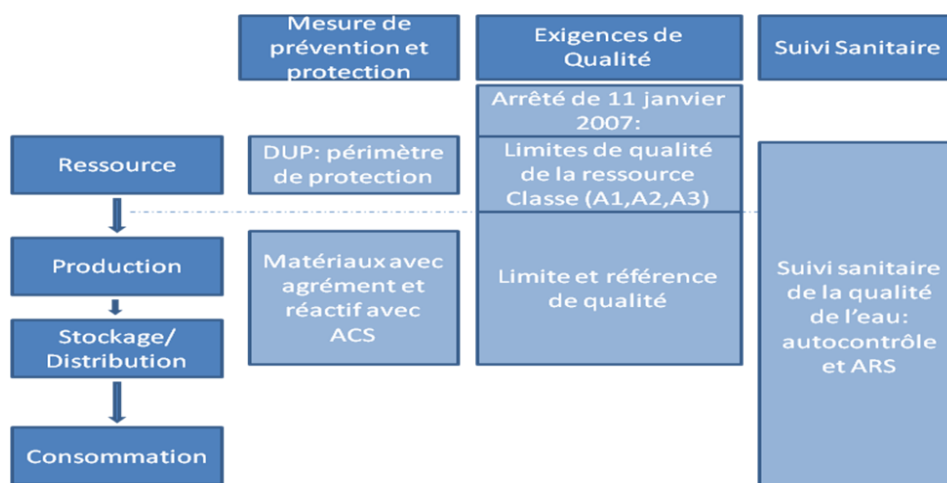 Mesure de
prévention et
protection
Exigences de
Qualité
Suivi Sanitaire
Arrêté de 11 janvier
2007:
Ressource
DUP: périmètre
de protection
Limites de qualité
de la ressource
Classe (A1,A2,A3)
Production
Matériaux avec
agrément et
réactif avec
ACS
Limite et référence
de qualité
Suivi sanitaire
de la qualité
de l'eau:
autocontrôle
et ARS
Stockage/
Distribution
Consommation